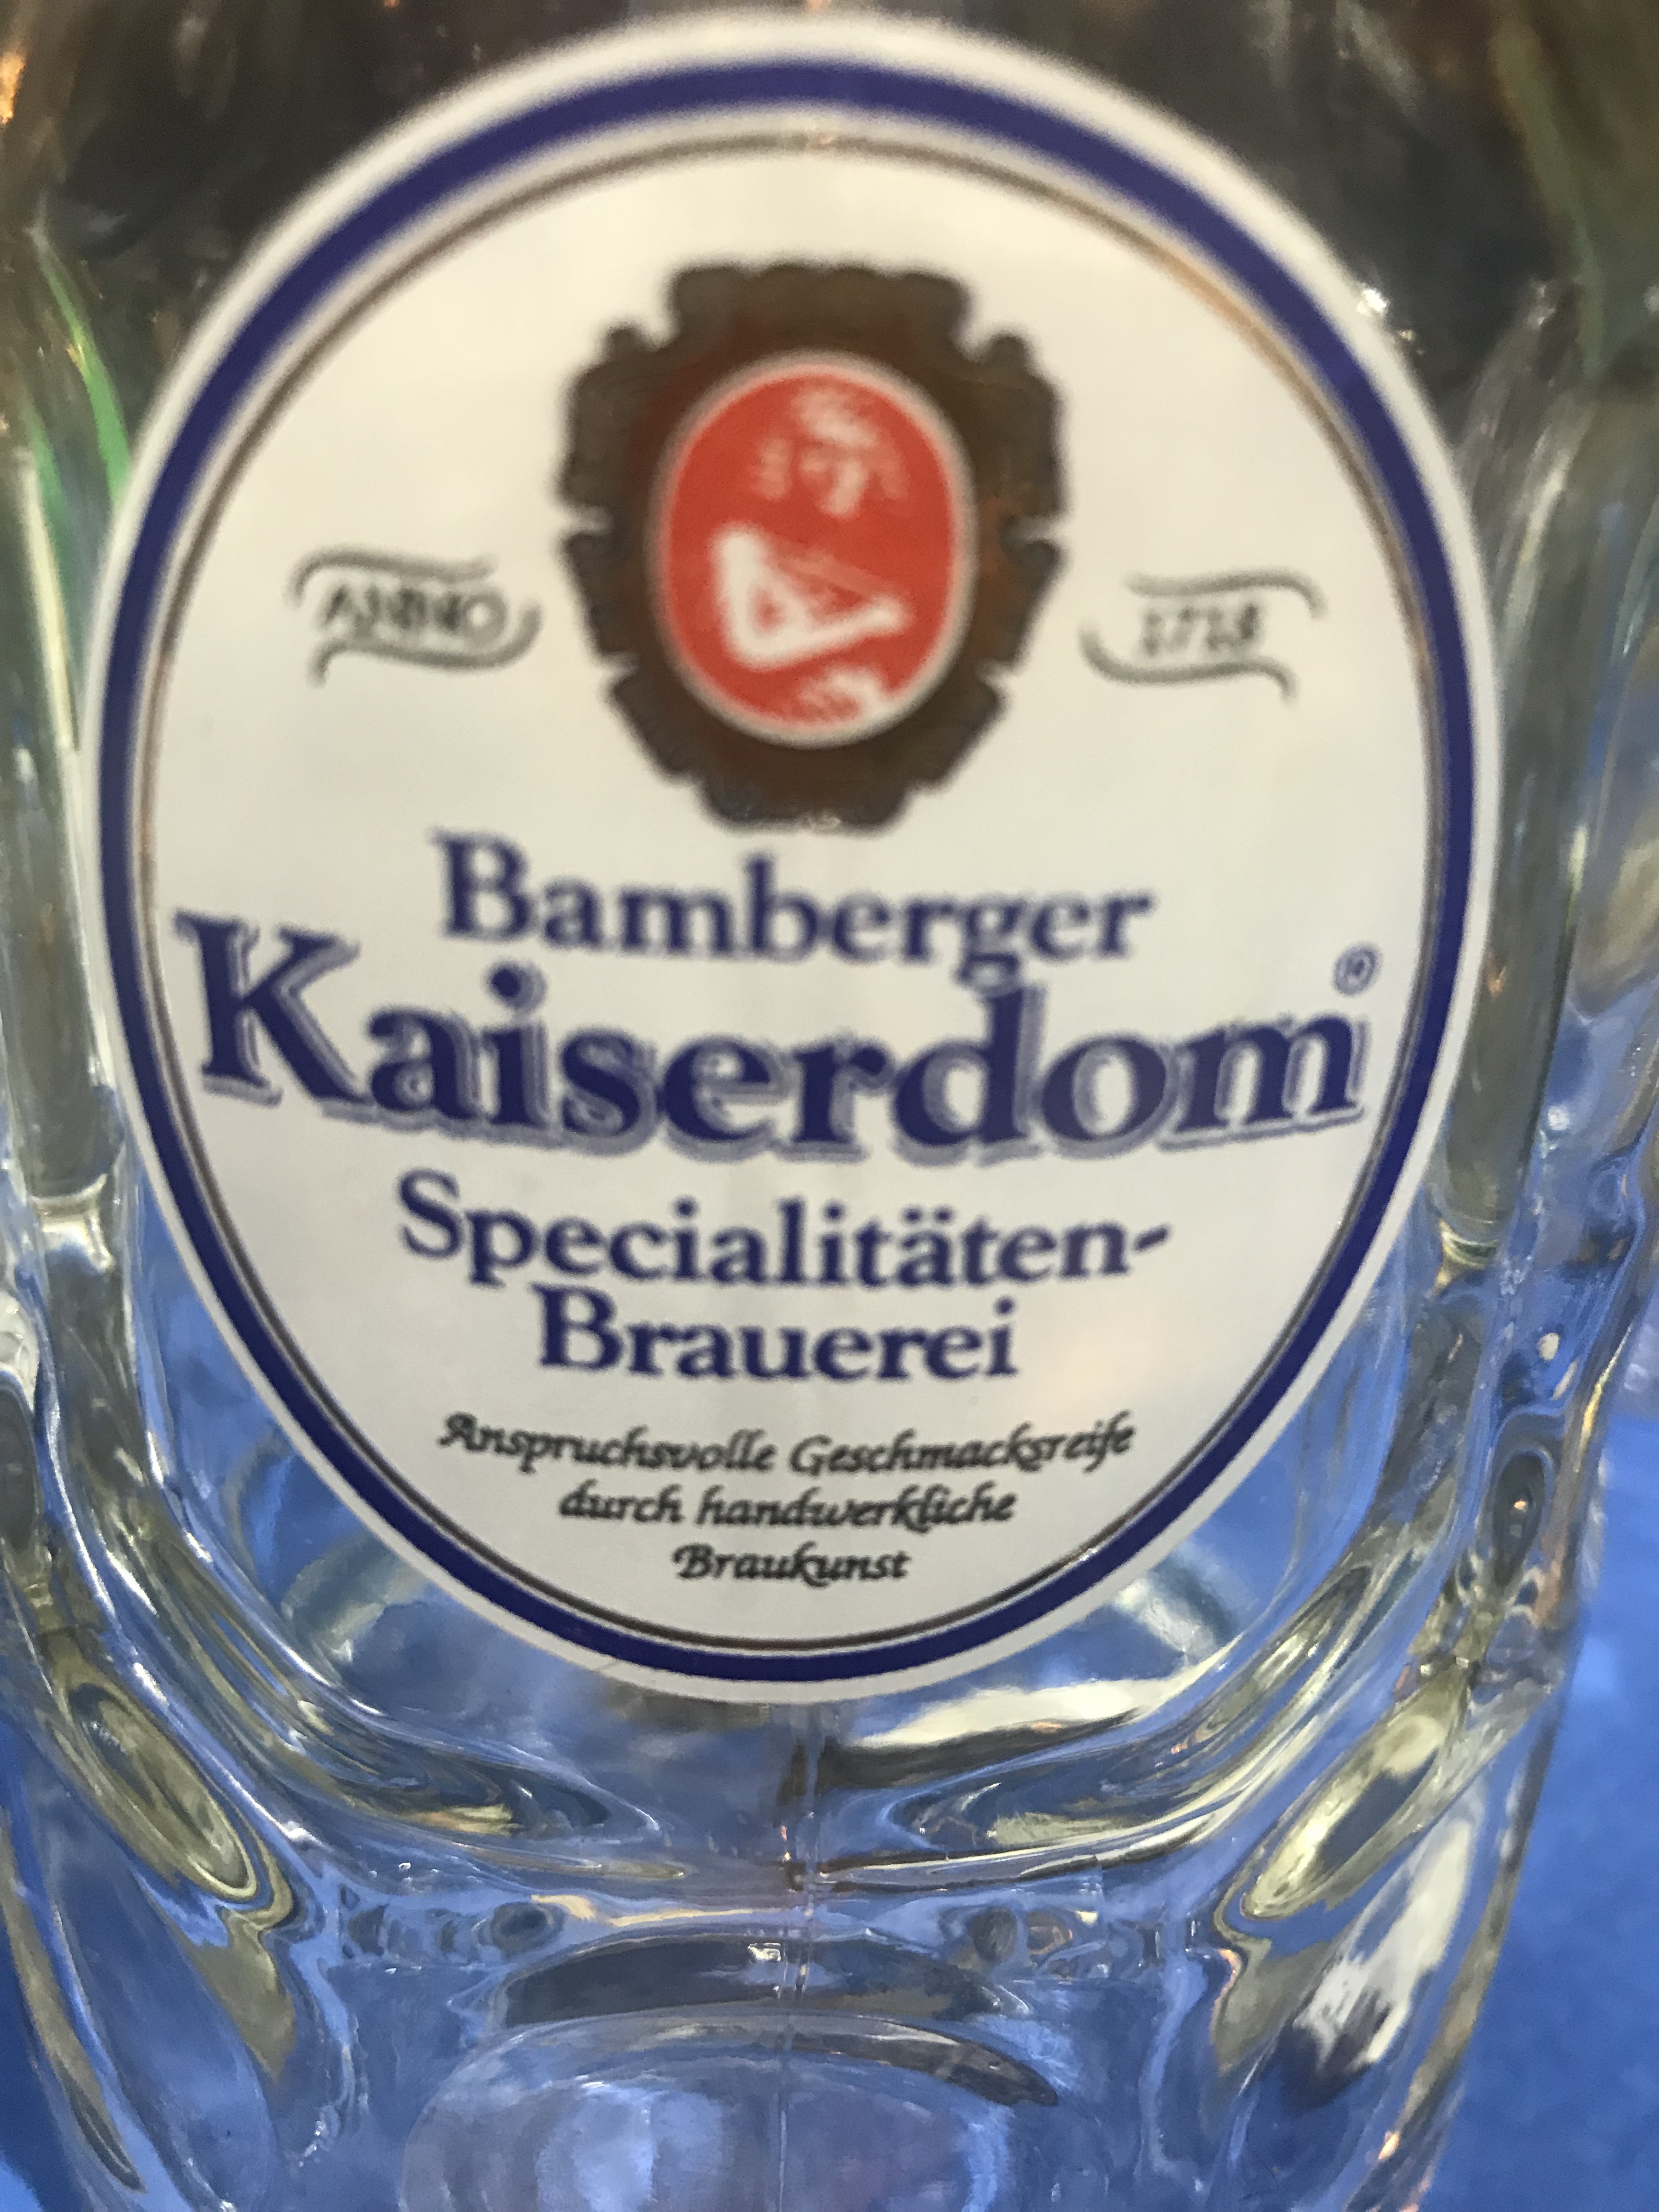 ANNO 1718
Bamberger
Kaiserdom®
Specialitäten-
Brauerei
Anspruchsvolle Geschmacksreife
durch handwerkliche
Braukunst